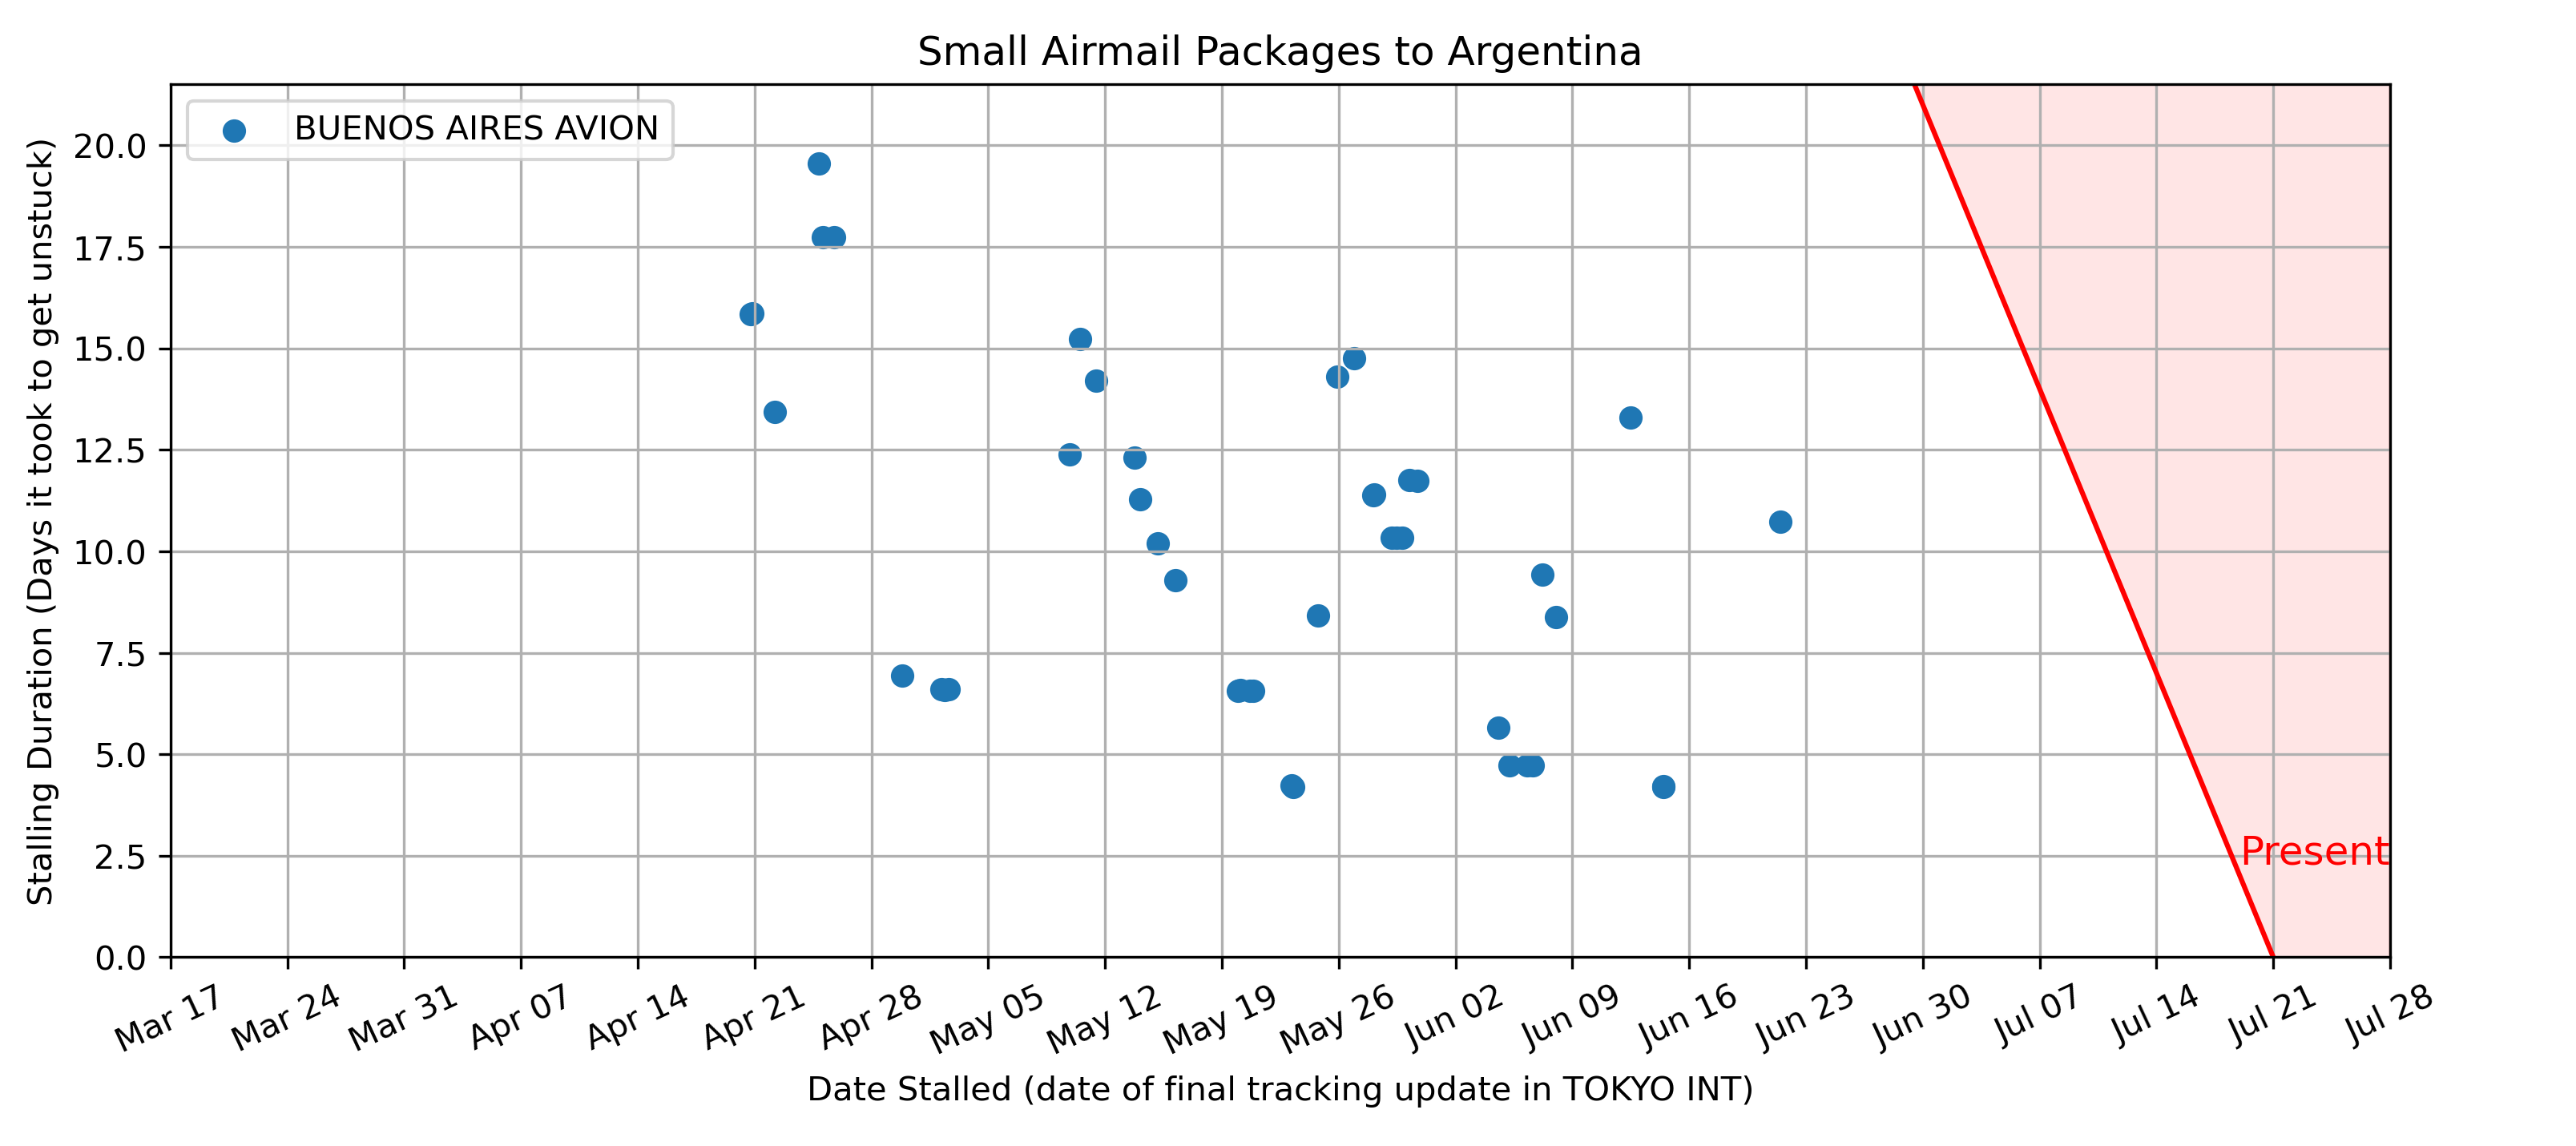 Small Airmail Packages to Argentina
BUENOS AIRES AVION
Stalling Duration (Days it took to get unstuck)
20.0
17.5
15.0
12.5
10.0
7.5
5.0
2.5
0.0
Present
Mar 17
Mar 24
Mar 31
Apr 07
Apr 14
Apr 21
Apr 28
May 05
May 12
May 19
May 26
Jun 02
Jun 09
Jun 16
Jun 23
Jun 30
Jul 07
Jul 14
Jul 21
Jul 28
Date Stalled (date of final tracking update in TOKYO INT)